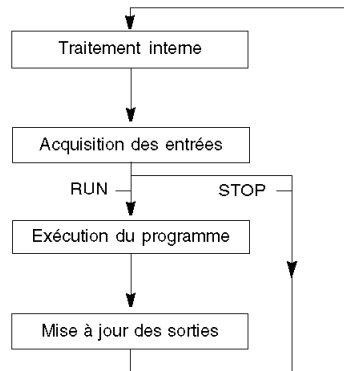 Traitement interne
Acquisition des entrées
RUN
STOP
Exécution du programme
Mise à jour des sorties